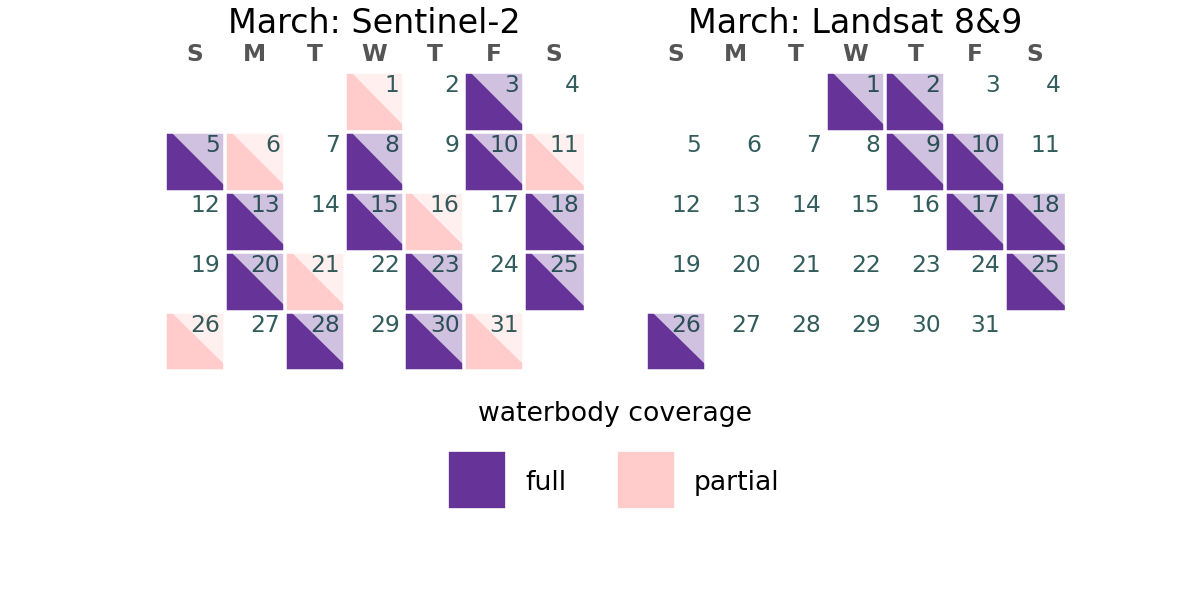 March: Sentinel-2
S M T W T F S
1 2 3 4
5 6 7 8 9 10 11
12 13 14 15 16 17 18
19 20 21 22 23 24 25
26 27 28 29 30 31
March: Landsat 8&9
S M T W T F S
1 2 3 4
5 6 7 8 9 10 11
12 13 14 15 16 17 18
19 20 21 22 23 24 25
26 27 28 29 30 31
waterbody coverage
full partial